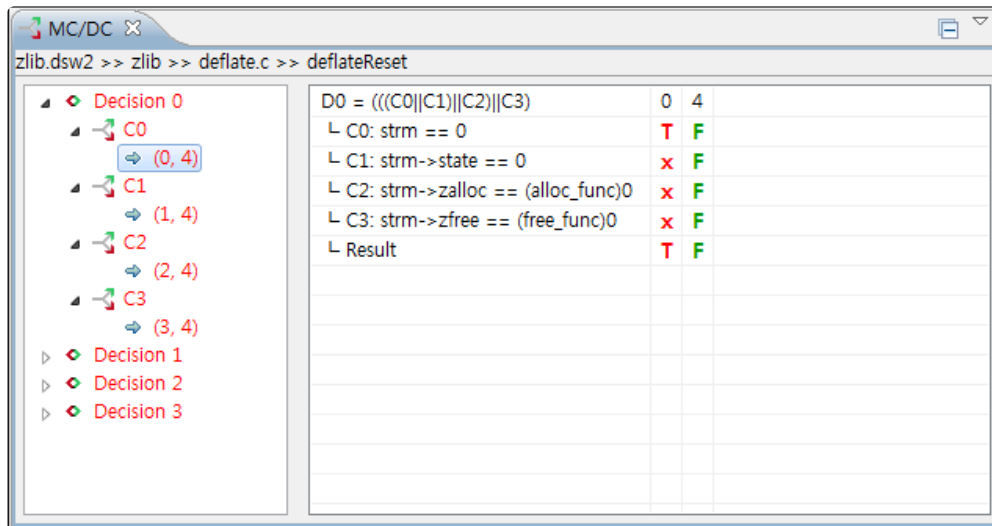 MC/DC
zlib.dsw2 >> zlib >> deflate.c >> deflateReset
Decision 0
C0
(0, 4)
C1
(1, 4)
C2
(2, 4)
C3
(3, 4)
Decision 1
Decision 2
Decision 3
D0 = (((C0||C1)||C2)||C3) 0 4
└ C0: strm == 0 T F
└ C1: strm->state == 0 x F
└ C2: strm->zalloc == (alloc_func)0 x F
└ C3: strm->zfree == (free_func)0 x F
└ Result T F